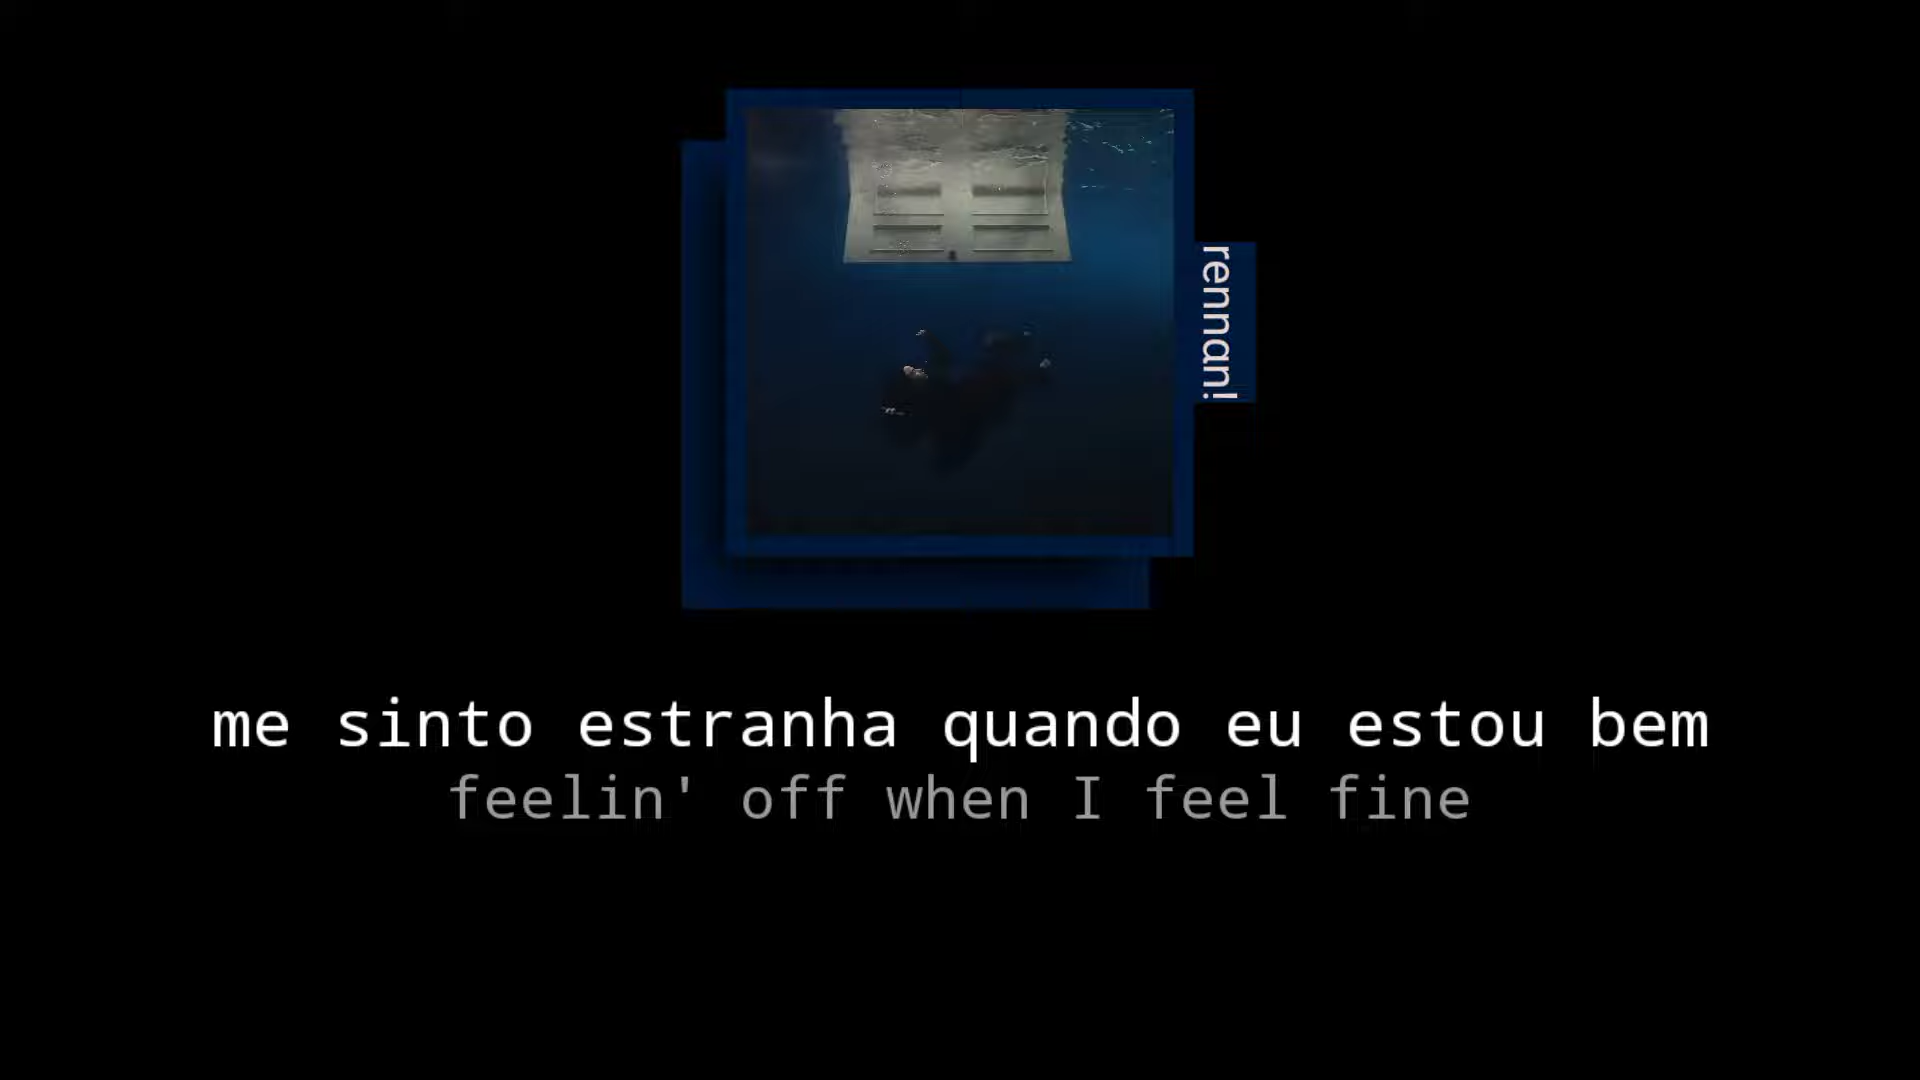 rennan!
me sinto estranha quando eu estou bem
feelin' off when I feel fine